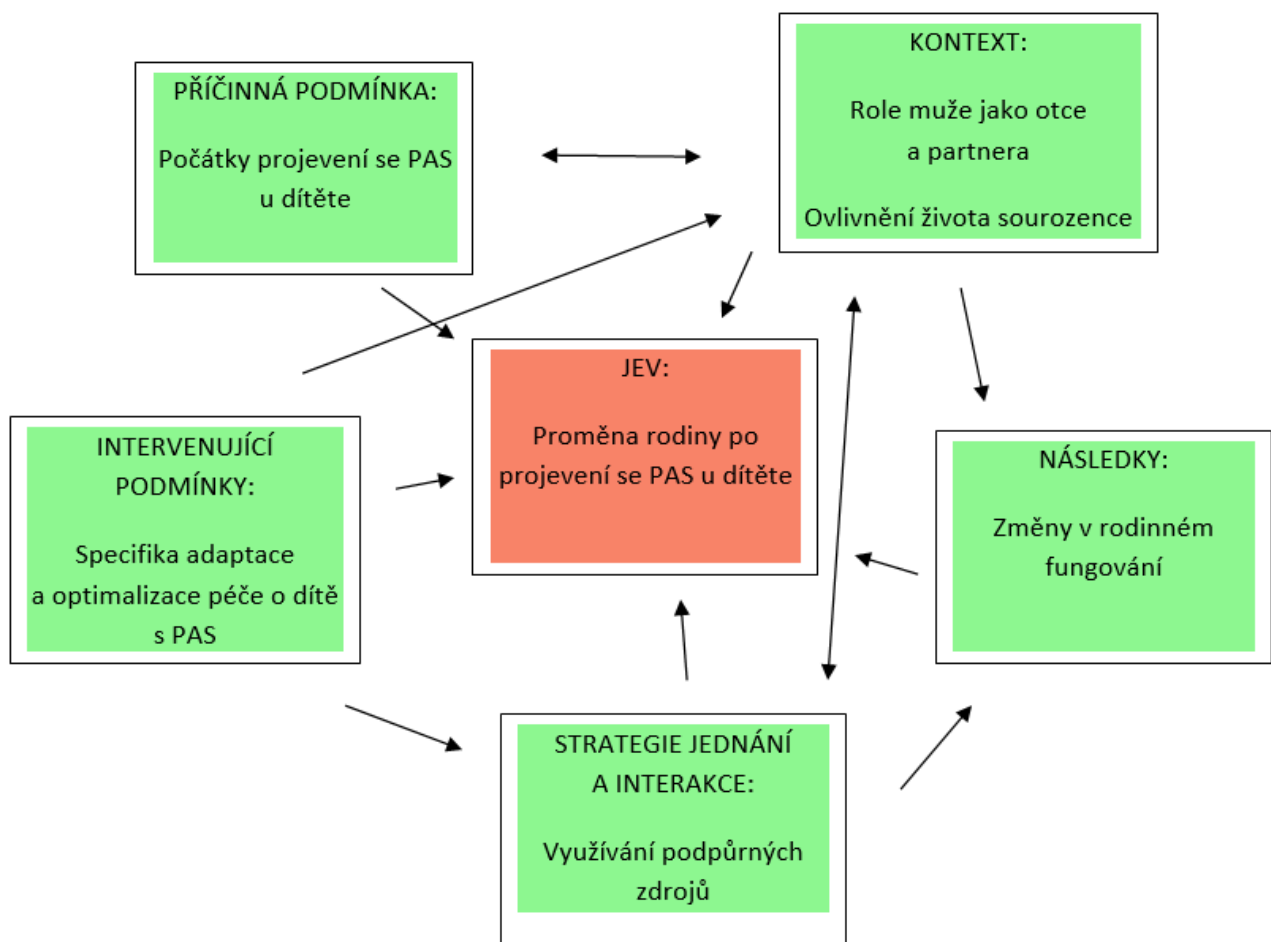 PŘÍČINNÁ PODMÍNKA:
Počátky projevení se PAS
u dítěte
KONTEXT:
Role muže jako otce
a partnera
Ovlivnění života sourozence
JEV:
Proměna rodiny po
projevení se PAS u dítěte
INTERVENUJÍCÍ
PODMÍNKY:
Specifika adaptace
a optimalizace péče o dítě
s PAS
NÁSLEDKY:
Změny v rodinném
fungování
STRATEGIE JEDNÁNÍ
A INTERAKCE:
Využívání podpůrných
zdrojů